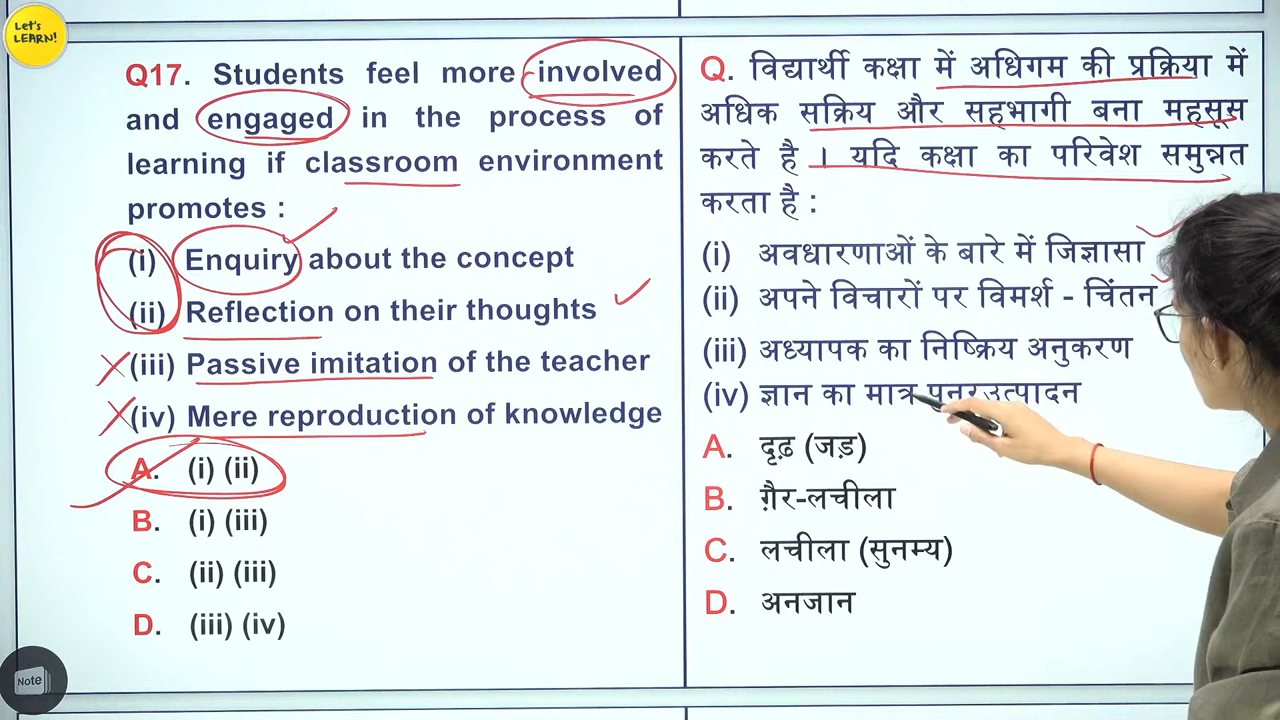 Let's
LEARN!
Q17. Students feel more involved
and engaged in the process of
learning if classroom environment
promotes :
(i) Enquiry about the concept
(ii) Reflection on their thoughts
(iii) Passive imitation of the teacher
(iv) Mere reproduction of knowledge
A. (i) (ii)
B. (i) (iii)
C. (ii) (iii)
D. (iii) (iv)
Q. विद्यार्थी कक्षा में अधिगम की प्रक्रिया में
अधिक सक्रिय और सहभागी बना महसूस
करते है । यदि कक्षा का परिवेश समुन्नत
करता है :
(i) अवधारणाओं के बारे में जिज्ञासा
(ii) अपने विचारों पर विमर्श - चिंतन
(iii) अध्यापक का निष्क्रिय अनुकरण
(iv) ज्ञान का मात्र पुनरउत्पादन
A. दृढ़ (जड़)
B. ग़ैर-लचीला
C. लचीला (सुनम्य)
D. अनजान
Note